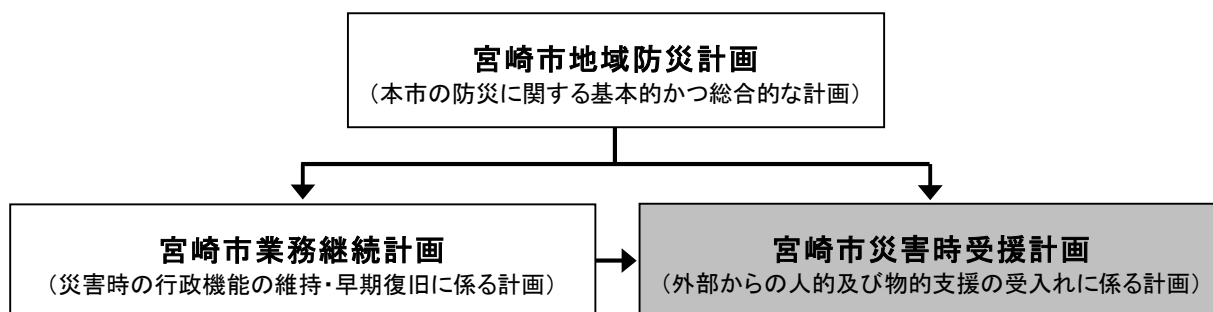 宮崎市地域防災計画
（本市の防災に関する基本的かつ総合的な計画）
宮崎市業務継続計画
（災害時の行政機能の維持・早期復旧に係る計画）
宮崎市災害時受援計画
（外部からの人的及び物的支援の受入れに係る計画）